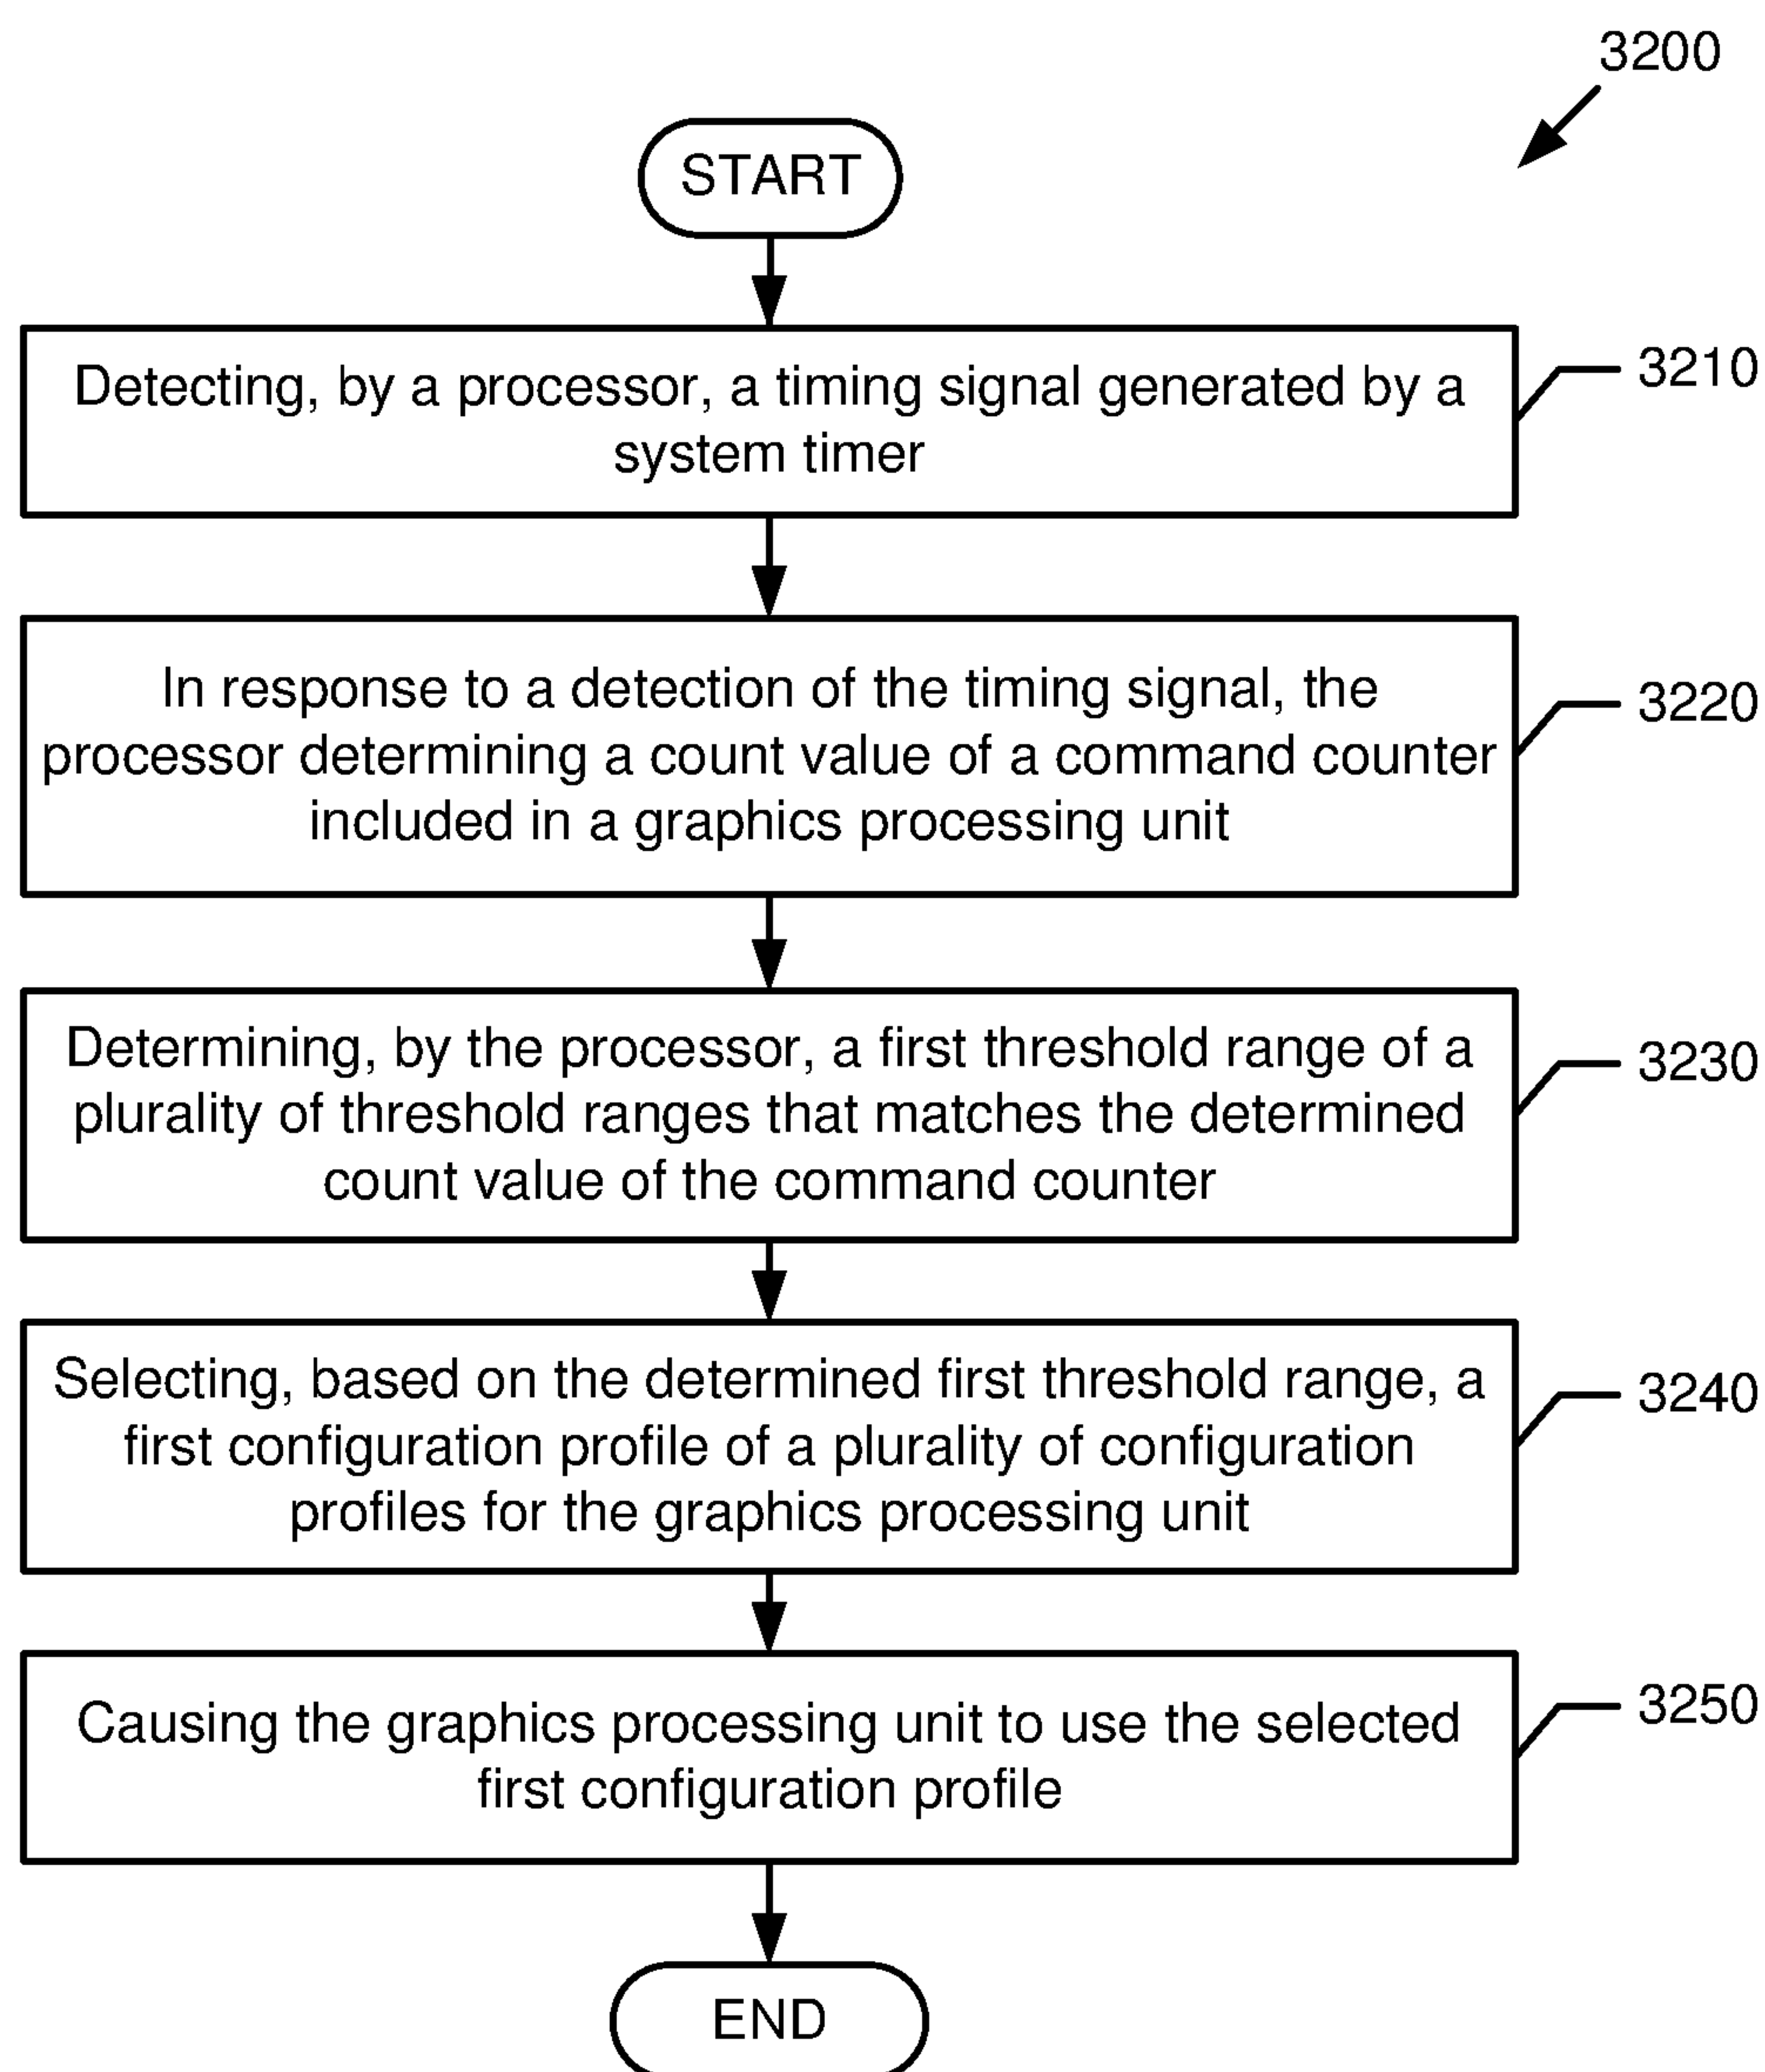 3200
START
Detecting, by a processor, a timing signal generated by a
system timer
3210
In response to a detection of the timing signal, the
processor determining a count value of a command counter
included in a graphics processing unit
3220
Determining, by the processor, a first threshold range of a
plurality of threshold ranges that matches the determined
count value of the command counter
3230
Selecting, based on the determined first threshold range, a
first configuration profile of a plurality of configuration
profiles for the graphics processing unit
3240
Causing the graphics processing unit to use the selected
first configuration profile
3250
END